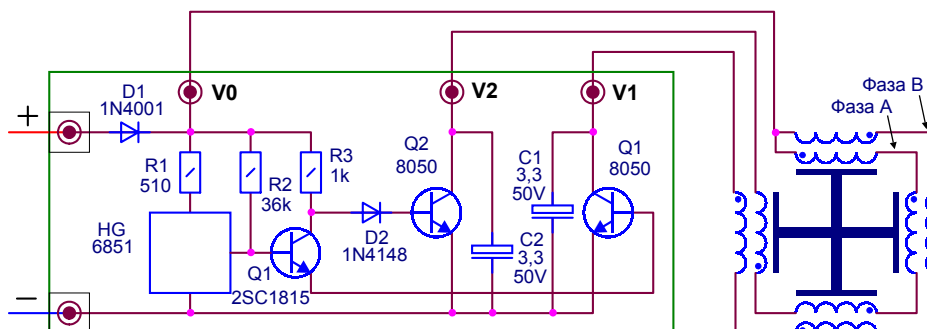 Фаза B
Фаза A
D1
1N4001
V0
V2
V1
+
R1
510
R2
36k
R3
1k
Q2
8050
C1
3,3
50V
Q1
8050
HG
6851
D2
1N4148
C2
3,3
50V
Q1
2SC1815
−